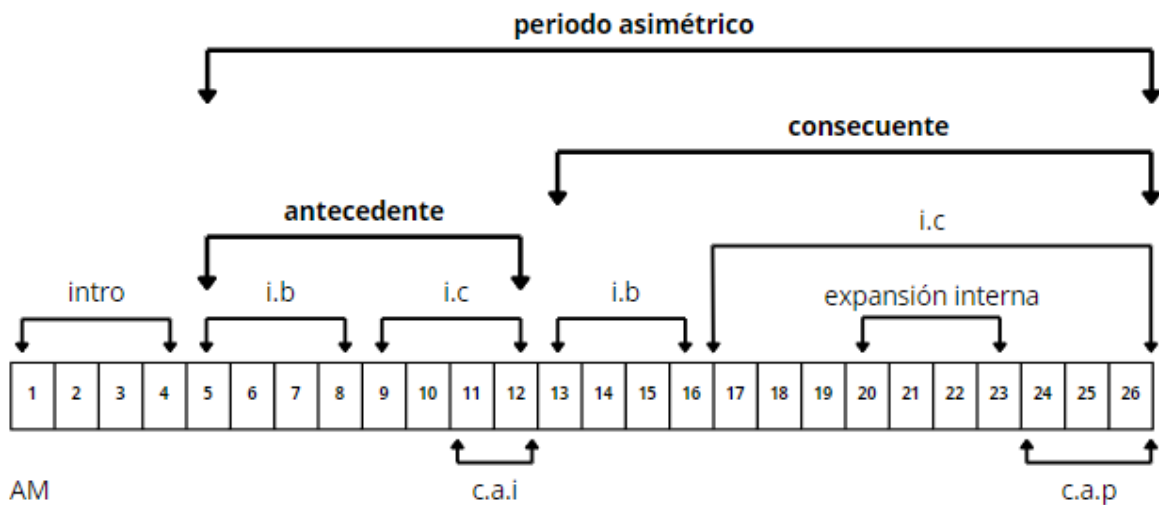 periodo asimétrico
consecuente
antecedente
i.c
intro i.b i.c i.b expansión interna
1 2 3 4 5 6 7 8 9 10 11 12 13 14 15 16 17 18 19 20 21 22 23 24 25 26
AM c.a.i c.a.p